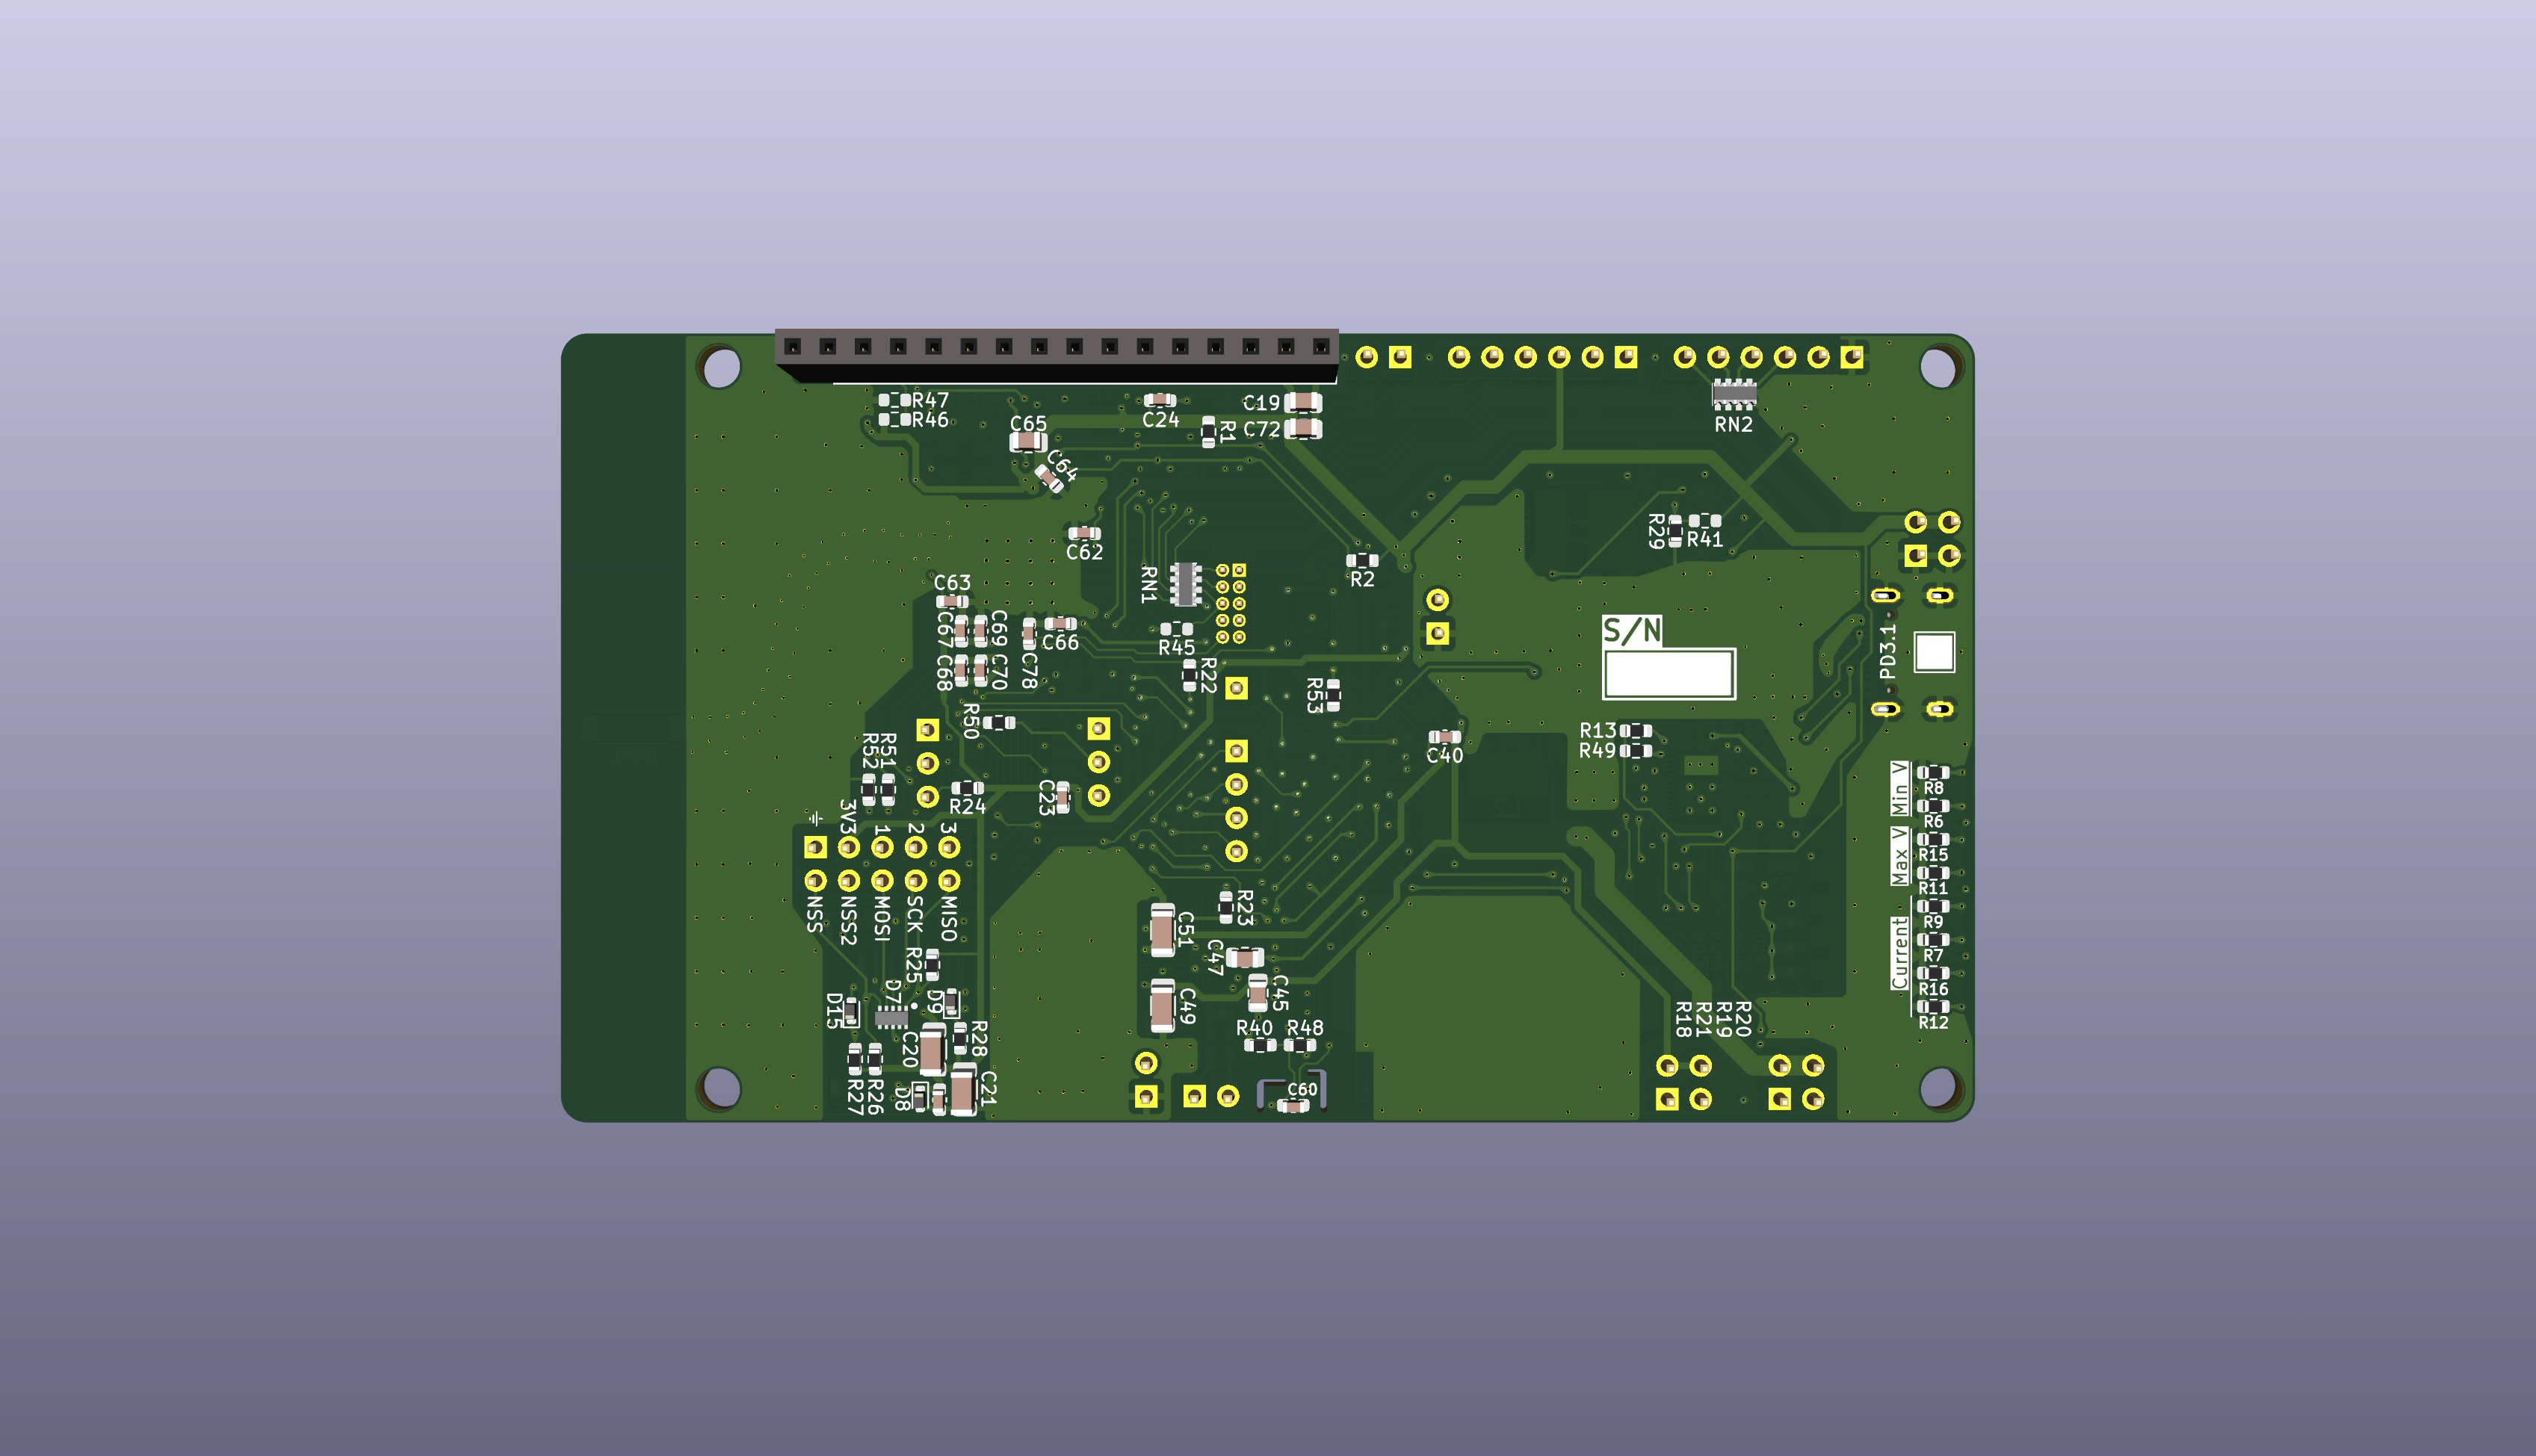 R47
R46
C65
C64
C24
R1
C19
C72
RN2
C62
R29
R41
RN1
R2
C63
C67
C69
C66
C68
C70
C78
R45
R22
R53
S/N
PD3.1
R50
R52
R51
R24
C23
C40
R13
R49
Min V
R8
R6
Max V
R15
R11
Current
R9
R7
R16
R12
3V3
1
2
3
NSS
NSS2
MOSI
SCK
MISO
R23
C51
C47
C45
C49
R40
R48
C60
R25
D15
D7
D9
R28
C20
C21
R27
R26
D8
R18
R21
R19
R20